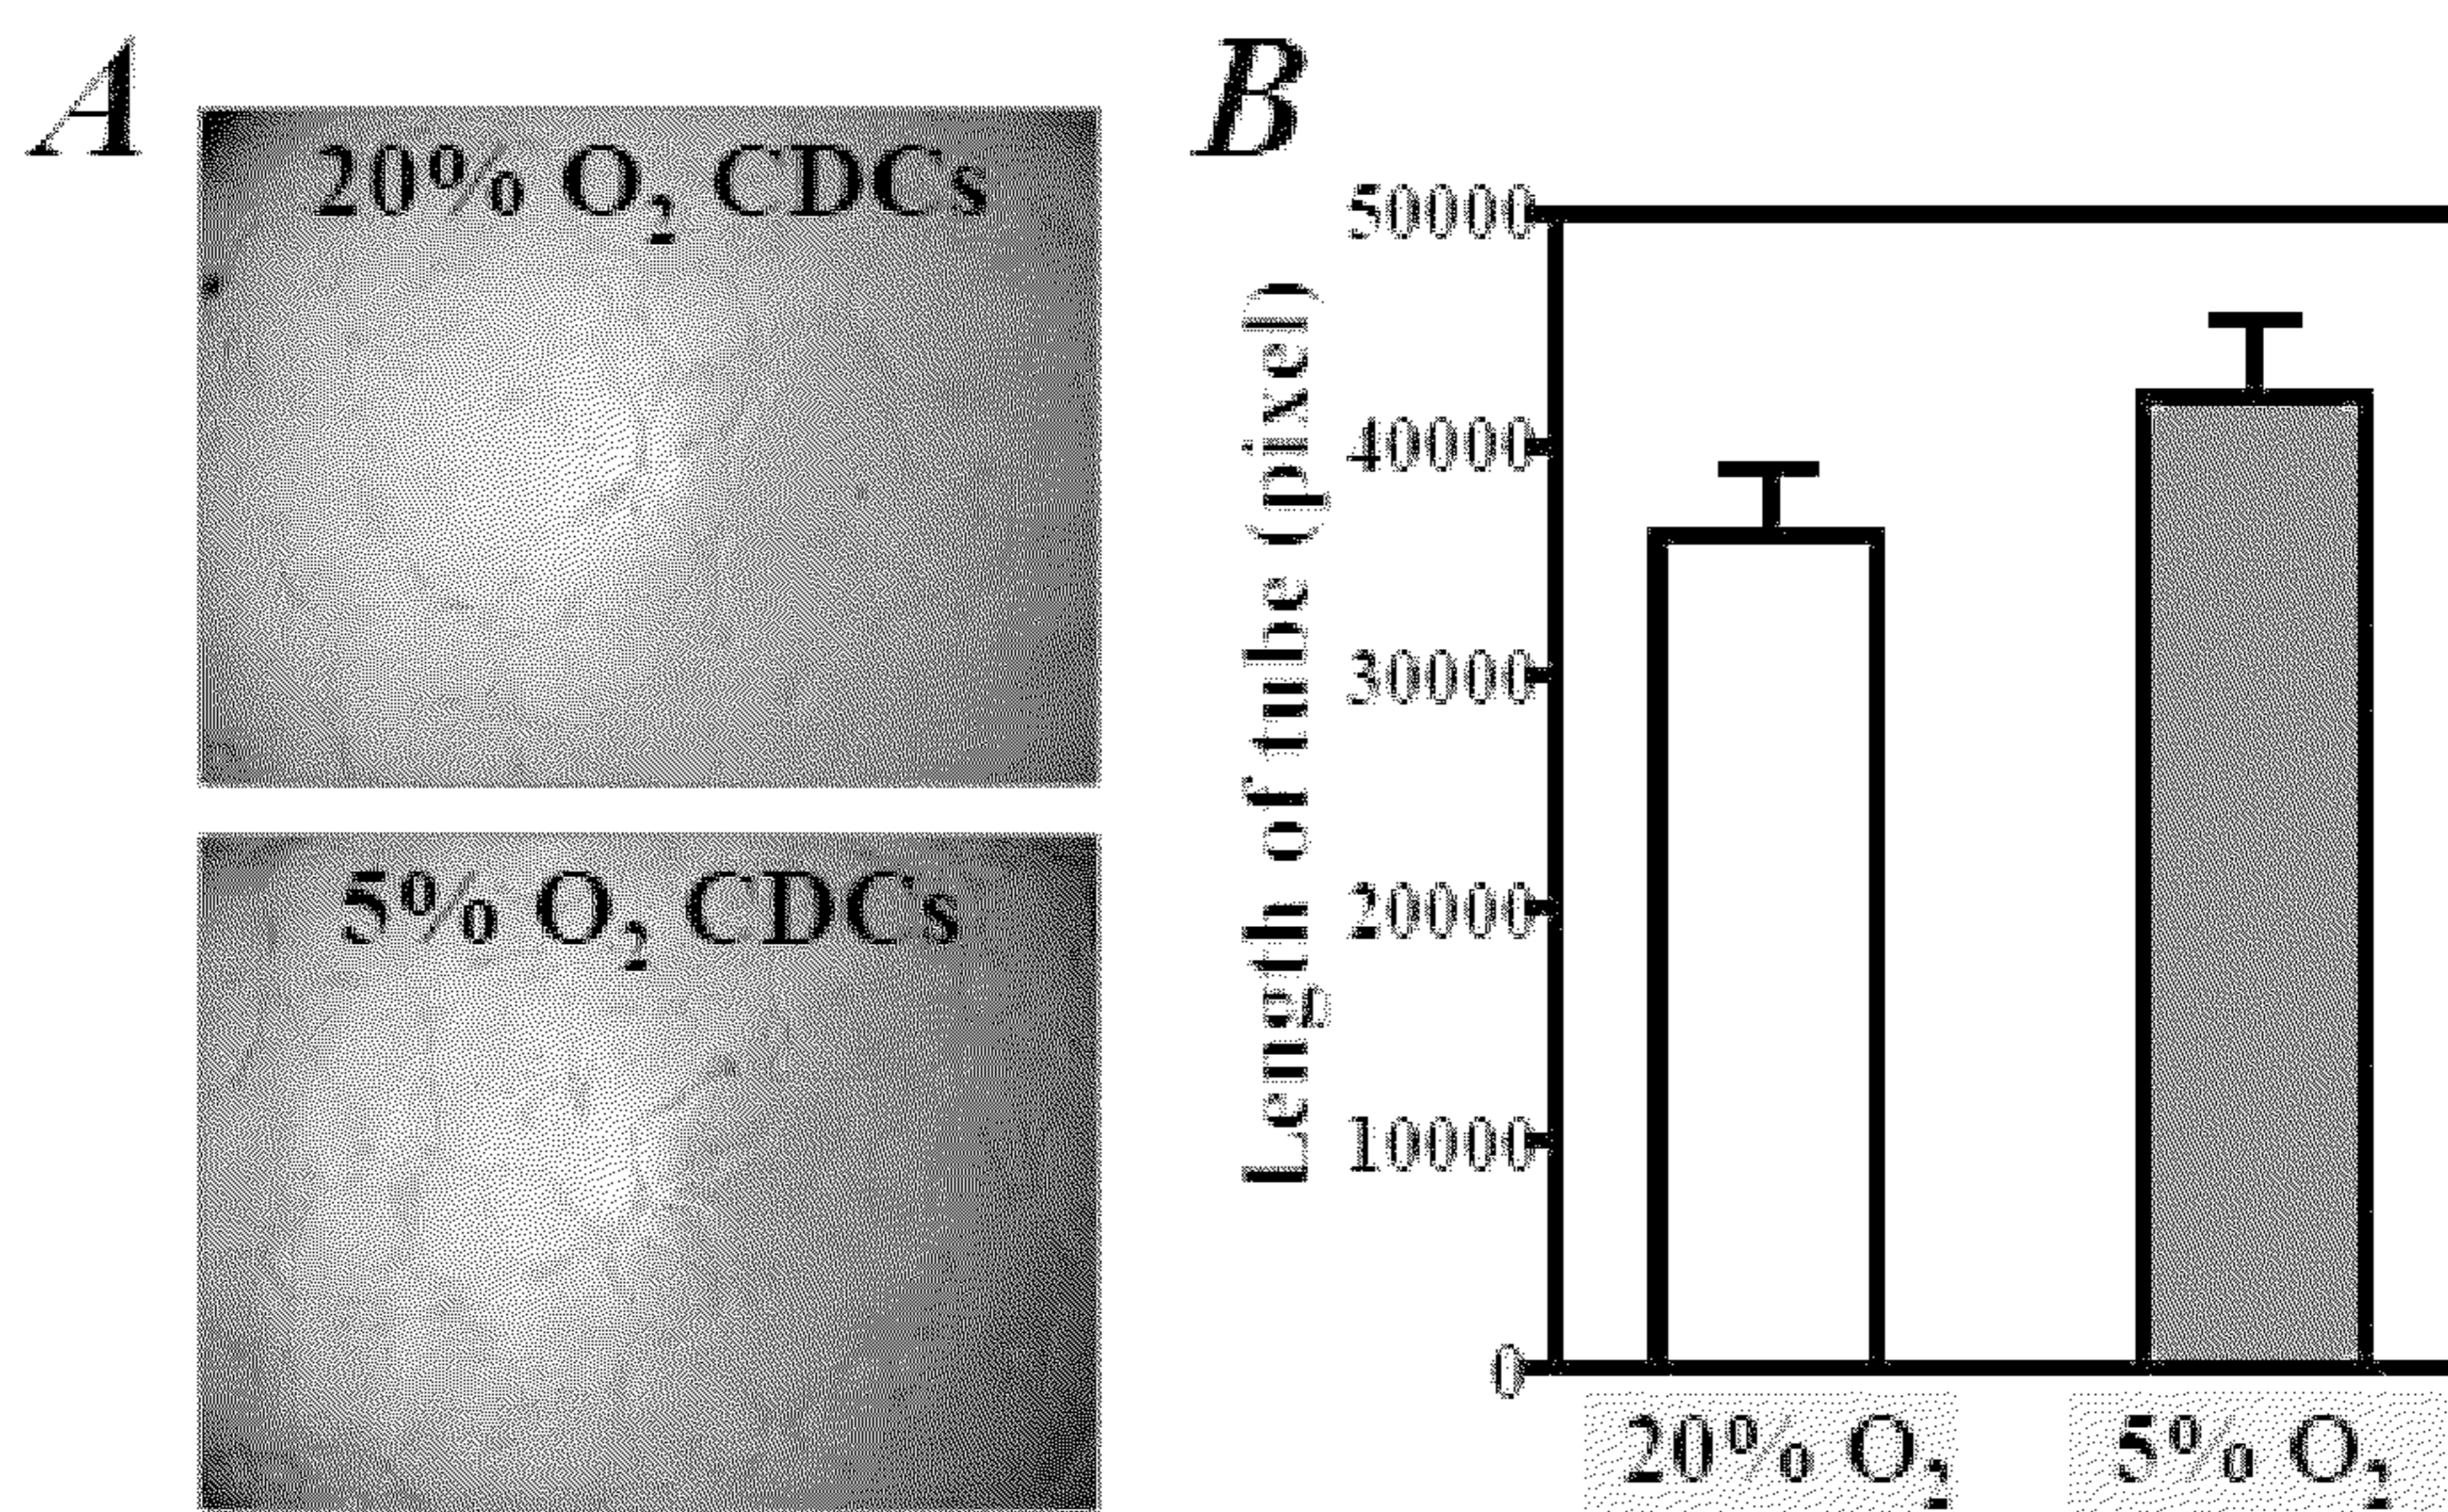 A
20% O₂ CDCs
5% O₂ CDCs
B
Length of tube (pixel)
50000
40000
30000
20000
10000
0
20% O₂
5% O₂